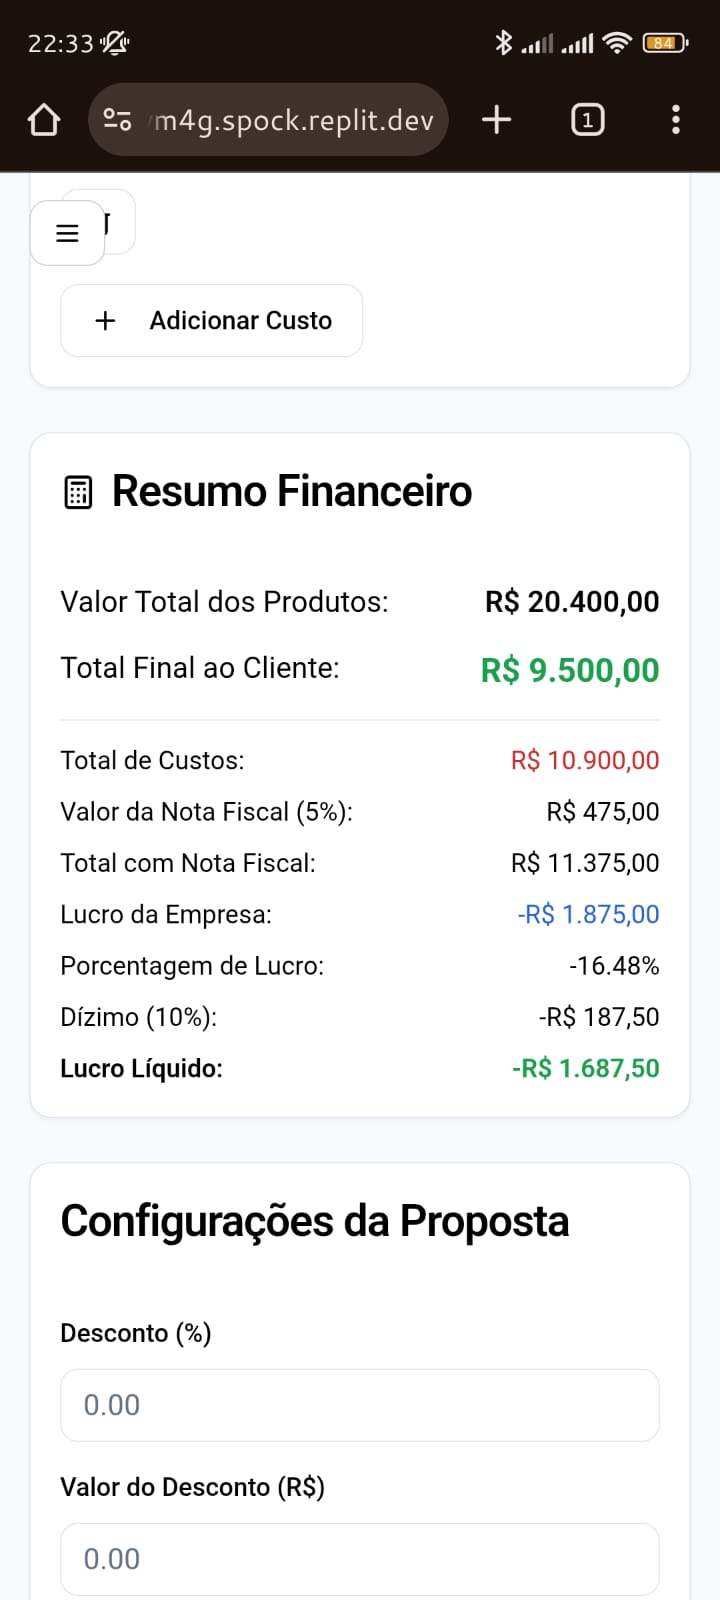 22:33
84
m4g.spock.replit.dev
1
Adicionar Custo
Resumo Financeiro
Valor Total dos Produtos: R$ 20.400,00
Total Final ao Cliente: R$ 9.500,00
Total de Custos: R$ 10.900,00
Valor da Nota Fiscal (5%): R$ 475,00
Total com Nota Fiscal: R$ 11.375,00
Lucro da Empresa: -R$ 1.875,00
Porcentagem de Lucro: -16.48%
Dízimo (10%): -R$ 187,50
Lucro Líquido: -R$ 1.687,50
Configurações da Proposta
Desconto (%)
0.00
Valor do Desconto (R$)
0.00